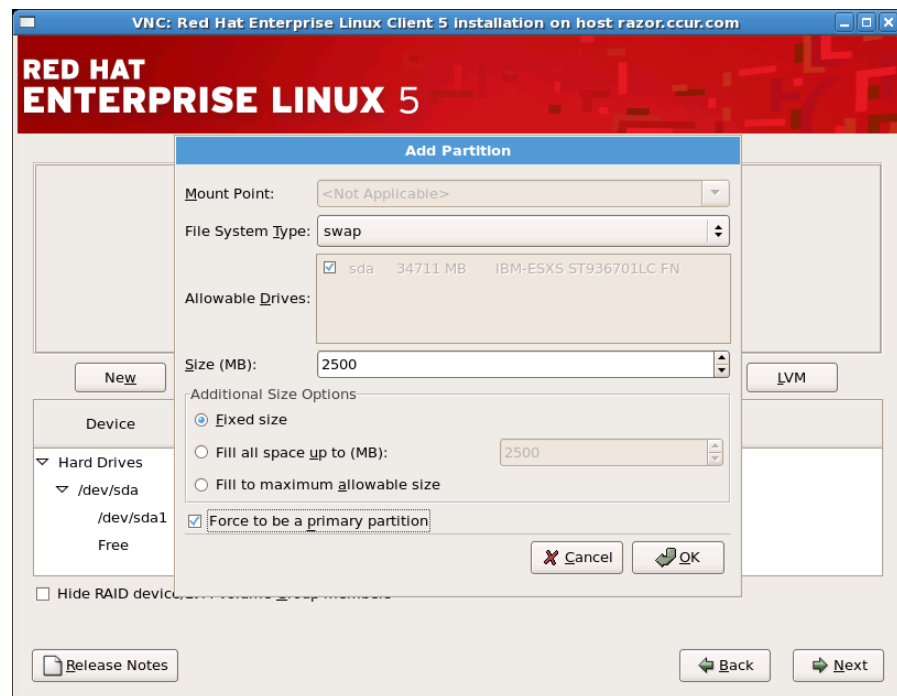 VNC: Red Hat Enterprise Linux Client 5 installation on host razor.ccur.com
RED HAT
ENTERPRISE LINUX 5
Add Partition
Mount Point: <Not Applicable>
File System Type: swap
sda 34711 MB IBM-ESXS ST936701LC FN
Allowable Drives:
Size (MB): 2500
New
LVM
Additional Size Options
Device
Fixed size
Fill all space up to (MB): 2500
Hard Drives
Fill to maximum allowable size
/dev/sda
/dev/sda1
Force to be a primary partition
Free
Cancel
OK
Hide RAID device
Release Notes
Back
Next